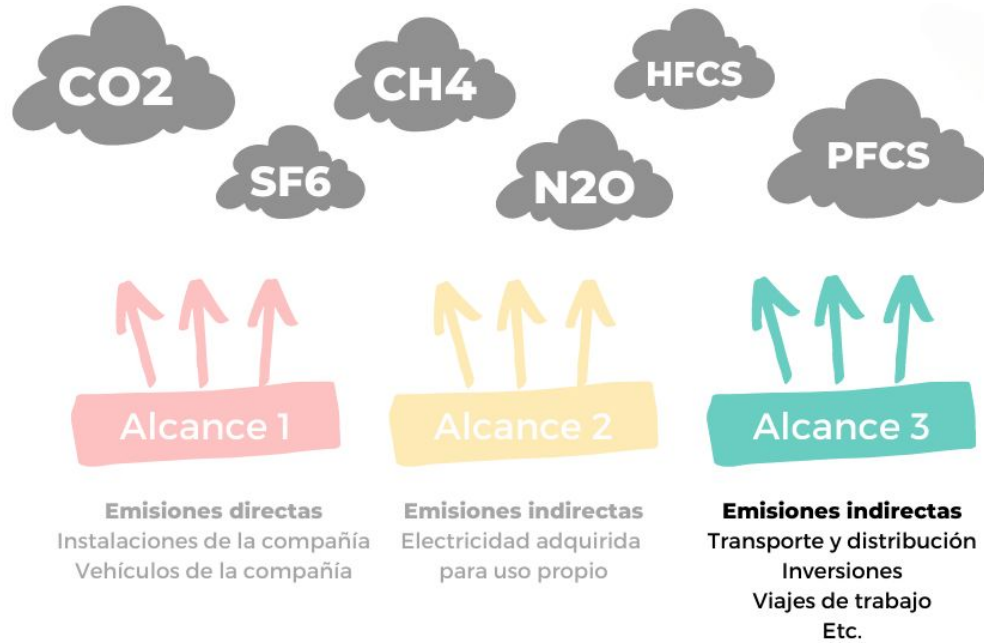 CO2
CH4
HFCS
SF6
N2O
PFCS
Alcance 1
Alcance 2
Alcance 3
Emisiones directas
Instalaciones de la compañía
Vehículos de la compañía
Emisiones indirectas
Electricidad adquirida
para uso propio
Emisiones indirectas
Transporte y distribución
Inversiones
Viajes de trabajo
Etc.